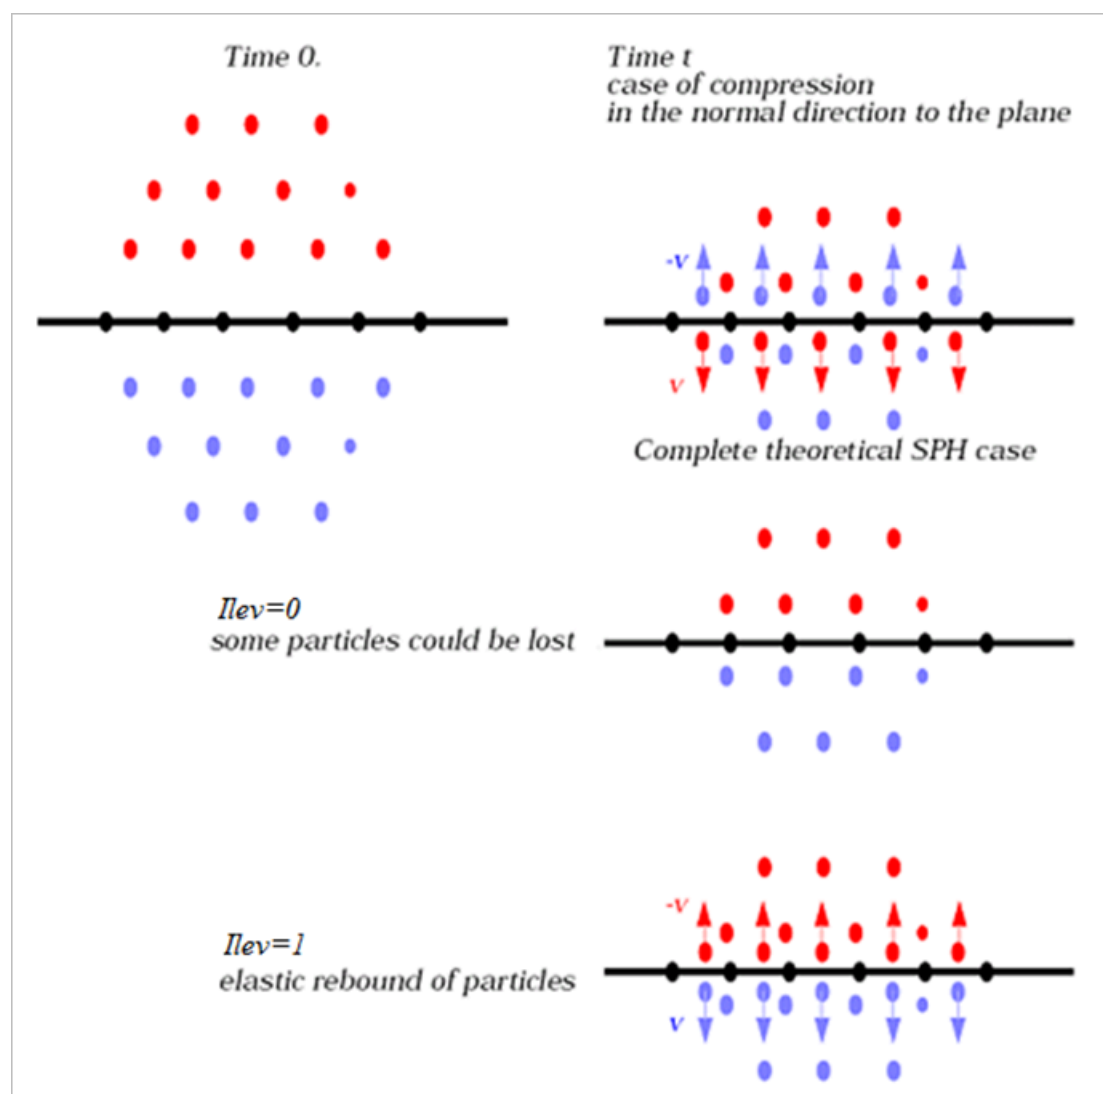 Time 0.
Time t
case of compression
in the normal direction to the plane
-v
v
Complete theoretical SPH case
Ilev=0
some particles could be lost
-v
Ilev=1
elastic rebound of particles
v